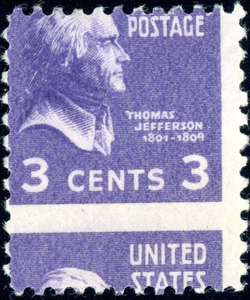 POSTAGE
THOMAS
JEFFERSON
1801-1809
3 CENTS 3
UNITED
STATES